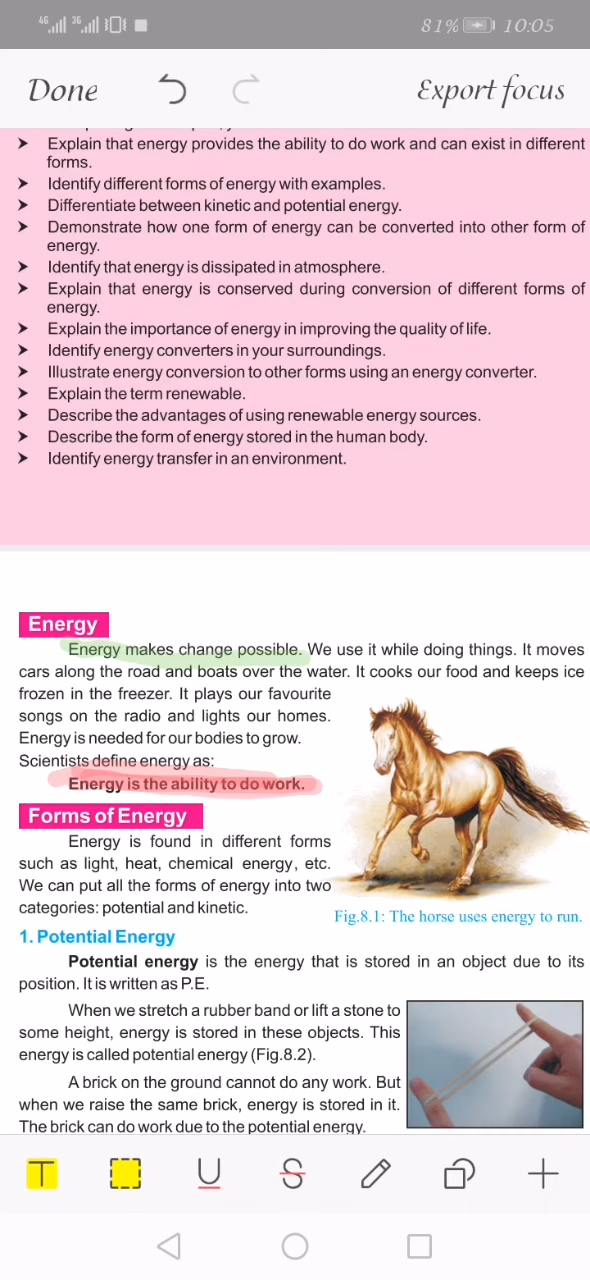 4G 3G 81% 10:05
Done Export focus
➤ Explain that energy provides the ability to do work and can exist in different
forms.
➤ Identify different forms of energy with examples.
➤ Differentiate between kinetic and potential energy.
➤ Demonstrate how one form of energy can be converted into other form of
energy.
➤ Identify that energy is dissipated in atmosphere.
➤ Explain that energy is conserved during conversion of different forms of
energy.
➤ Explain the importance of energy in improving the quality of life.
➤ Identify energy converters in your surroundings.
➤ Illustrate energy conversion to other forms using an energy converter.
➤ Explain the term renewable.
➤ Describe the advantages of using renewable energy sources.
➤ Describe the form of energy stored in the human body.
➤ Identify energy transfer in an environment.
Energy
Energy makes change possible. We use it while doing things. It moves
cars along the road and boats over the water. It cooks our food and keeps ice
frozen in the freezer. It plays our favourite
songs on the radio and lights our homes.
Energy is needed for our bodies to grow.
Scientists define energy as:
Energy is the ability to do work.
Forms of Energy
Energy is found in different forms
such as light, heat, chemical energy, etc.
We can put all the forms of energy into two
categories: potential and kinetic.
Fig.8.1: The horse uses energy to run.
1. Potential Energy
Potential energy is the energy that is stored in an object due to its
position. It is written as P.E.
When we stretch a rubber band or lift a stone to
some height, energy is stored in these objects. This
energy is called potential energy (Fig.8.2).
A brick on the ground cannot do any work. But
when we raise the same brick, energy is stored in it.
The brick can do work due to the potential energy.
T U S